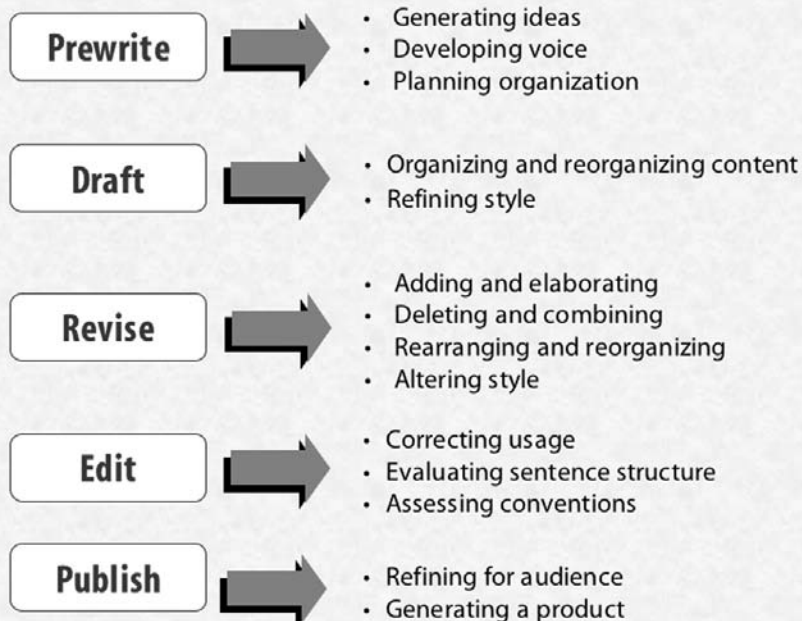 Prewrite
• Generating ideas
• Developing voice
• Planning organization
Draft
• Organizing and reorganizing content
• Refining style
Revise
• Adding and elaborating
• Deleting and combining
• Rearranging and reorganizing
• Altering style
Edit
• Correcting usage
• Evaluating sentence structure
• Assessing conventions
Publish
• Refining for audience
• Generating a product